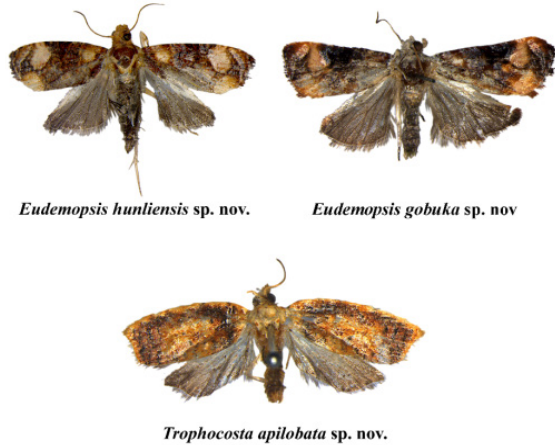 Eudemopsis hunliensis sp. nov.
Eudemopsis gobuka sp. nov
Trophocosta apilobata sp. nov.